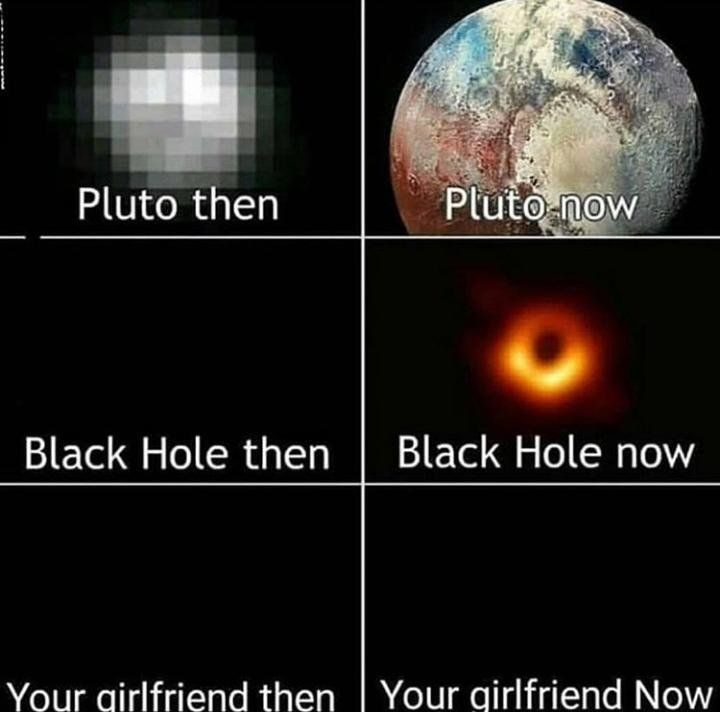 Pluto then
Pluto now
Black Hole then
Black Hole now
Your girlfriend then
Your girlfriend Now